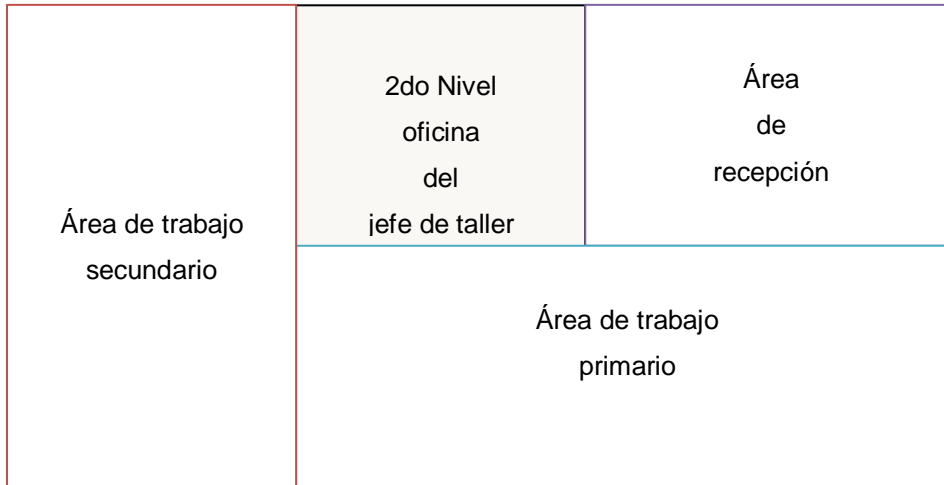 2do Nivel
oficina
del
jefe de taller
Área
de
recepción
Área de trabajo
secundario
Área de trabajo
primario